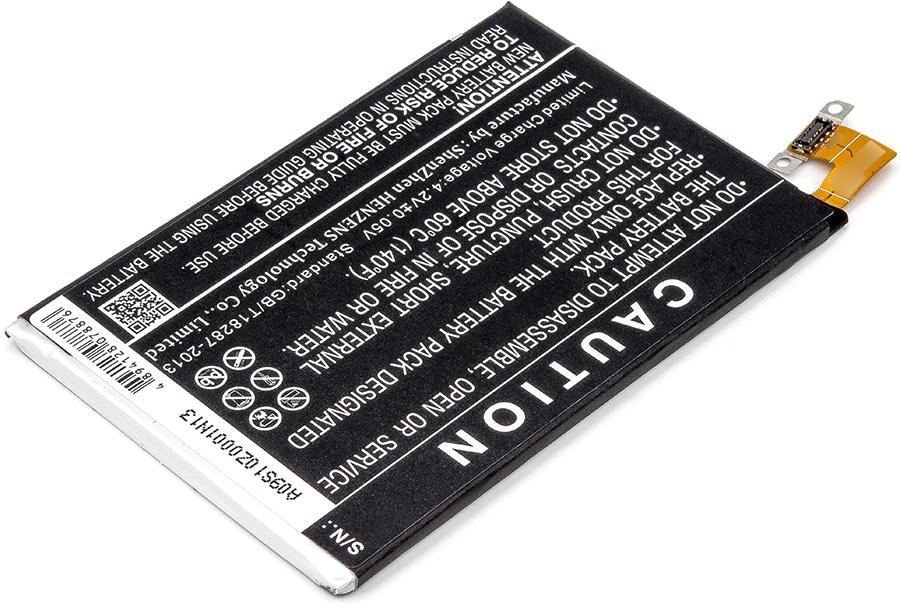 CAUTION
*DO NOT ATTEMPT TO DISASSEMBLE, OPEN OR SERVICE
THE BATTERY PACK.
*REPLACE ONLY WITH THE BATTERY PACK DESIGNATED
FOR THIS PRODUCT.
*DO NOT CRUSH, PUNCTURE, SHORT EXTERNAL
CONTACTS OR DISPOSE OF IN FIRE OR WATER.
*DO NOT STORE ABOVE 60°C (140°F).
Limited Charge Voltage:4.2V±0.05V Standard:GB/T18287-2013
Manufacture by :ShenZhen HENZENS Technology Co., Limited
ATTENTION
NEW BATTERY PACK MUST BE FULLY CHARGED BEFORE USE
TO REDUCE RISK OF FIRE OR BURNS
READ INSTRUCTIONS IN OPERATING GUIDE BEFORE USING THE BATTERY.
S/N.:
A09S10Z0001N13
4894128078876